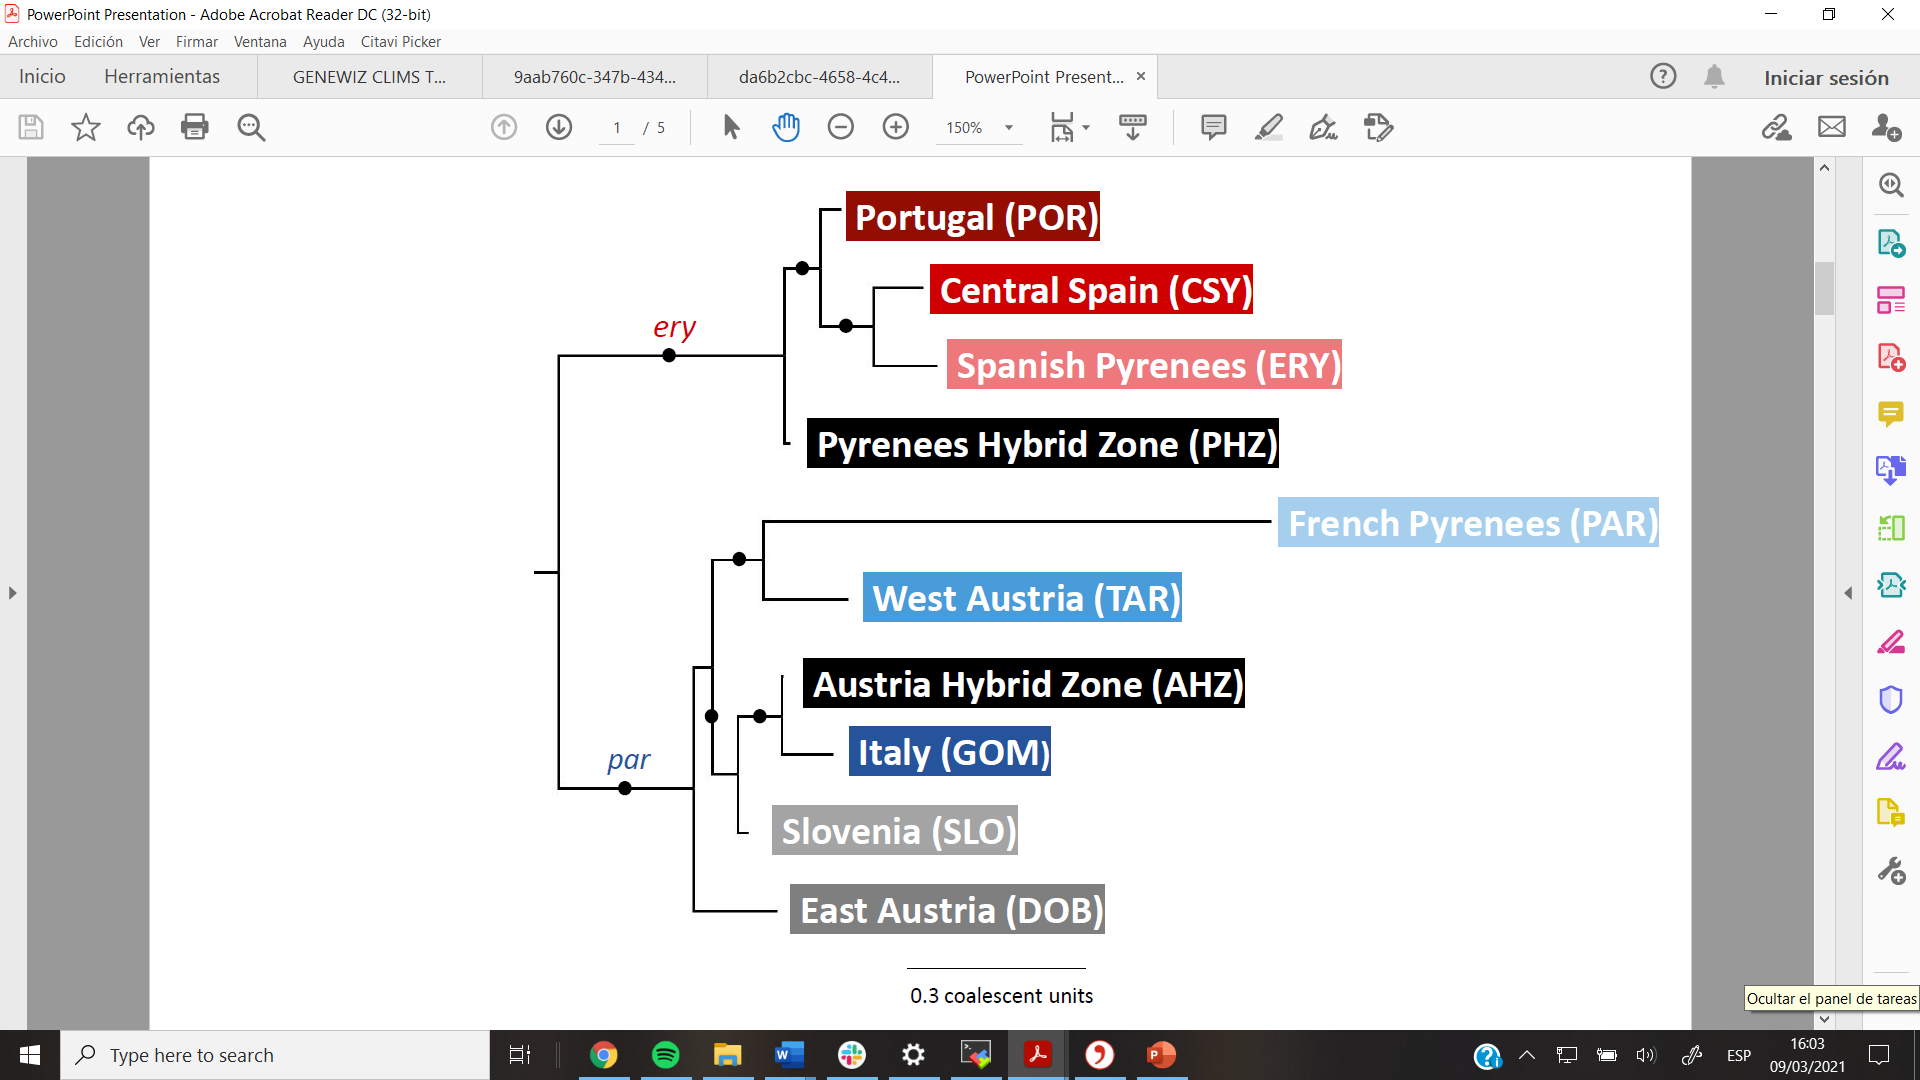 PowerPoint Presentation - Adobe Acrobat Reader DC (32-bit)
Archivo Edición Ver Firmar Ventana Ayuda Citavi Picker
Inicio Herramientas GENEWIZ CLIMS T... 9aab760c-347b-434... da6b2cbc-4658-4c4... PowerPoint Present... × Iniciar sesión
1 / 5 150%
Portugal (POR)
Central Spain (CSY)
ery
Spanish Pyrenees (ERY)
Pyrenees Hybrid Zone (PHZ)
French Pyrenees (PAR)
West Austria (TAR)
Austria Hybrid Zone (AHZ)
Italy (GOM)
par
Slovenia (SLO)
East Austria (DOB)
0.3 coalescent units
Ocultar el panel de tareas
Type here to search
ESP
16:03
09/03/2021